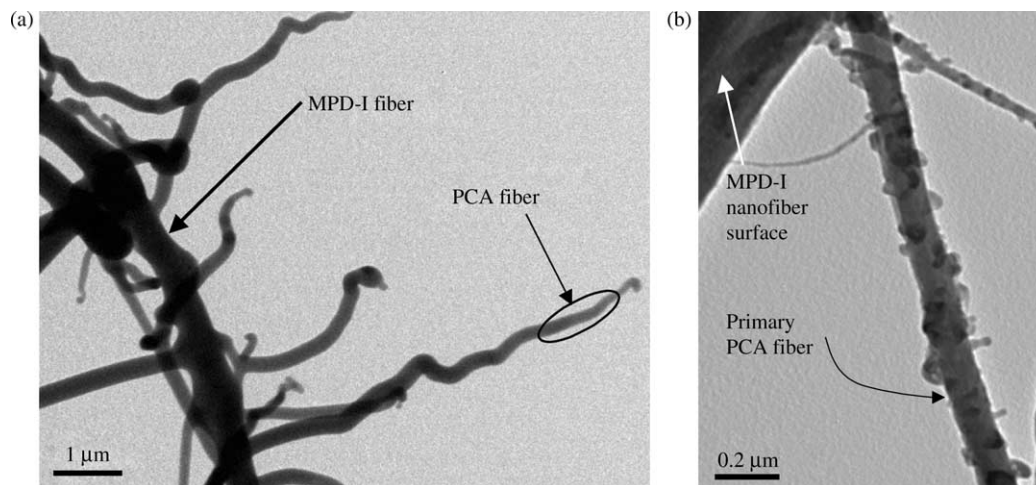 (a)
MPD-I fiber
PCA fiber
1 μm
(b)
MPD-I
nanofiber
surface
Primary
PCA fiber
0.2 μm